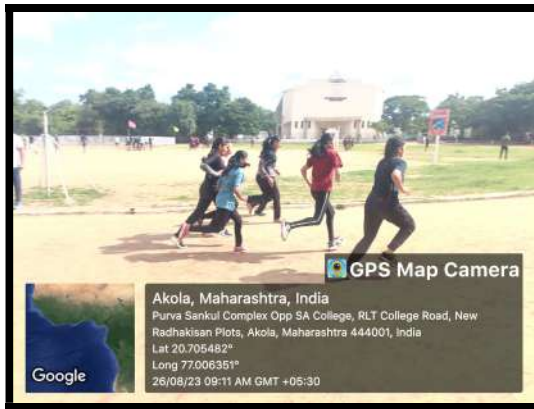 GPS Map Camera
Akola, Maharashtra, India
Purva Sankul Complex Opp SA College, RLT College Road, New
Radhakisan Plots, Akola, Maharashtra 444001, India
Lat 20.705482°
Long 77.006351°
26/08/23 09:11 AM GMT +05:30
Google